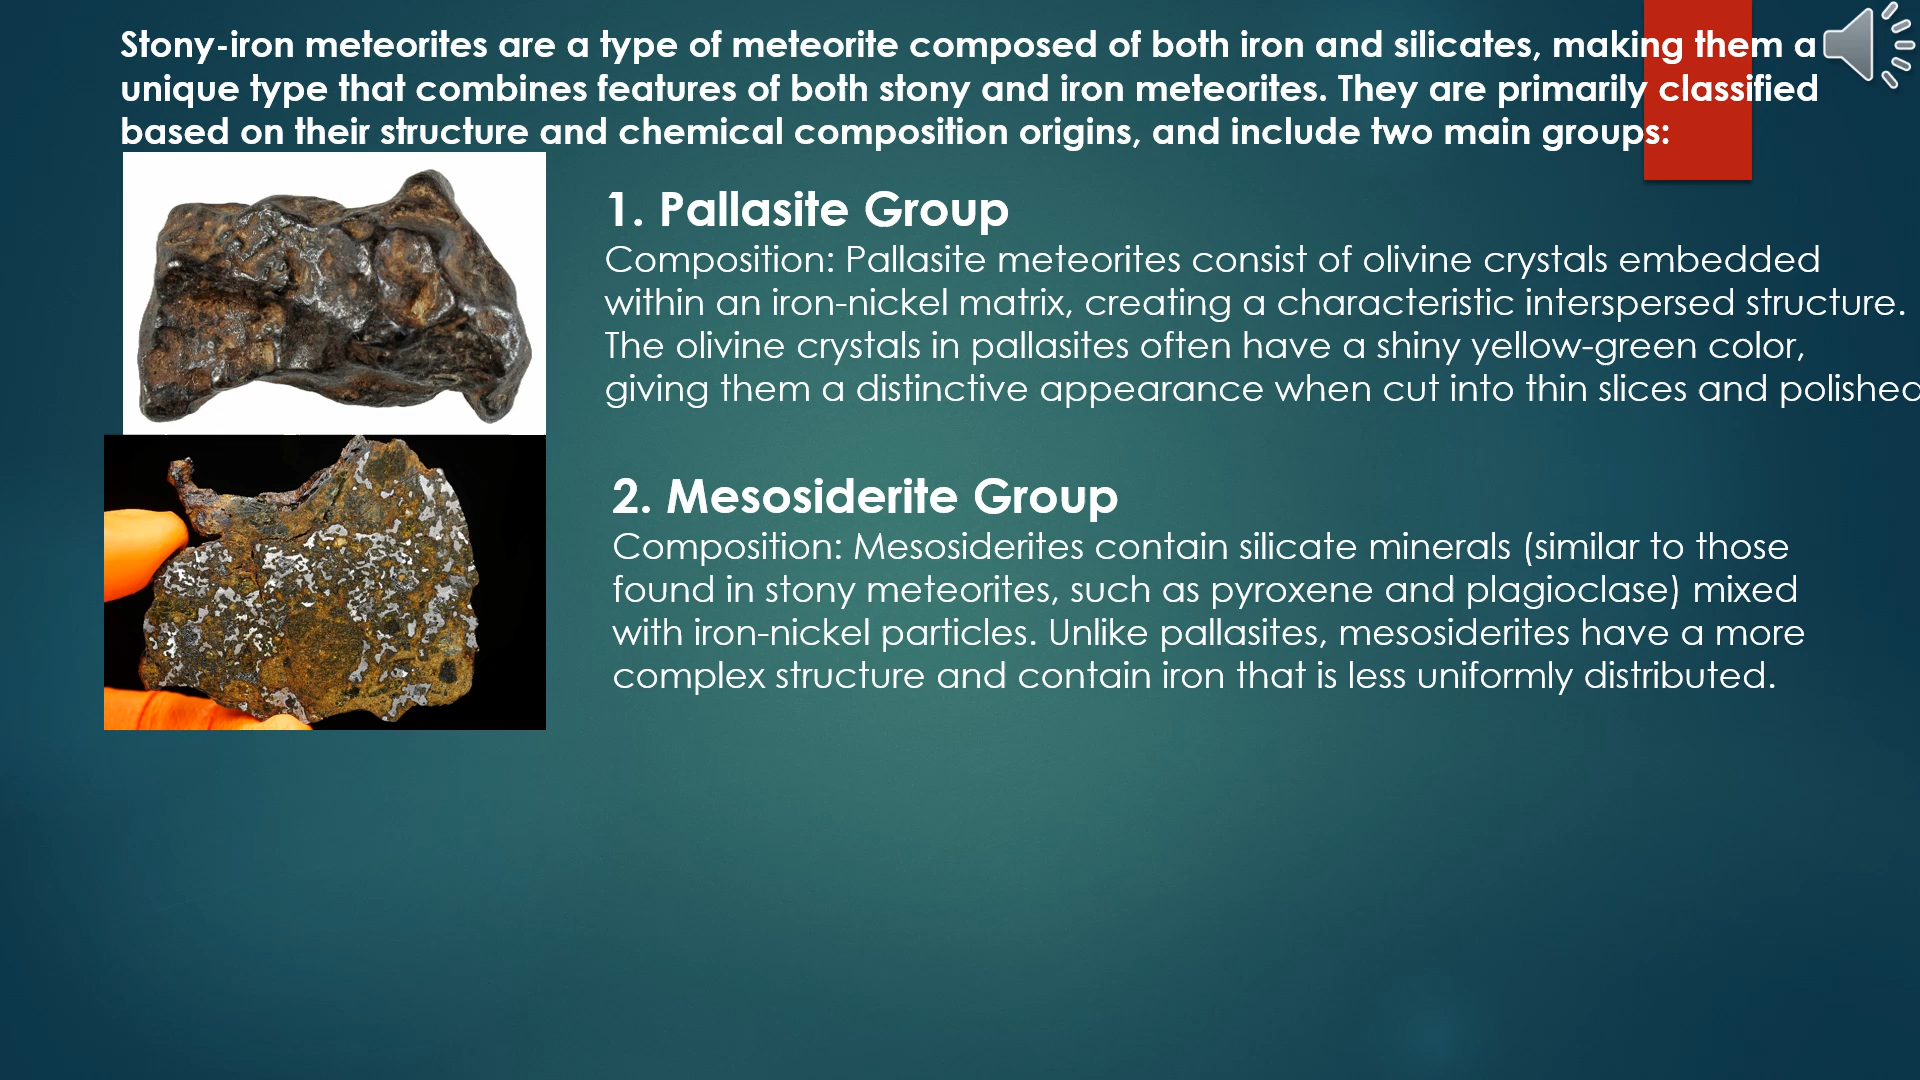 Stony-iron meteorites are a type of meteorite composed of both iron and silicates, making them a
unique type that combines features of both stony and iron meteorites. They are primarily classified
based on their structure and chemical composition origins, and include two main groups:
1. Pallasite Group
Composition: Pallasite meteorites consist of olivine crystals embedded
within an iron-nickel matrix, creating a characteristic interspersed structure.
The olivine crystals in pallasites often have a shiny yellow-green color,
giving them a distinctive appearance when cut into thin slices and polished
2. Mesosiderite Group
Composition: Mesosiderites contain silicate minerals (similar to those
found in stony meteorites, such as pyroxene and plagioclase) mixed
with iron-nickel particles. Unlike pallasites, mesosiderites have a more
complex structure and contain iron that is less uniformly distributed.